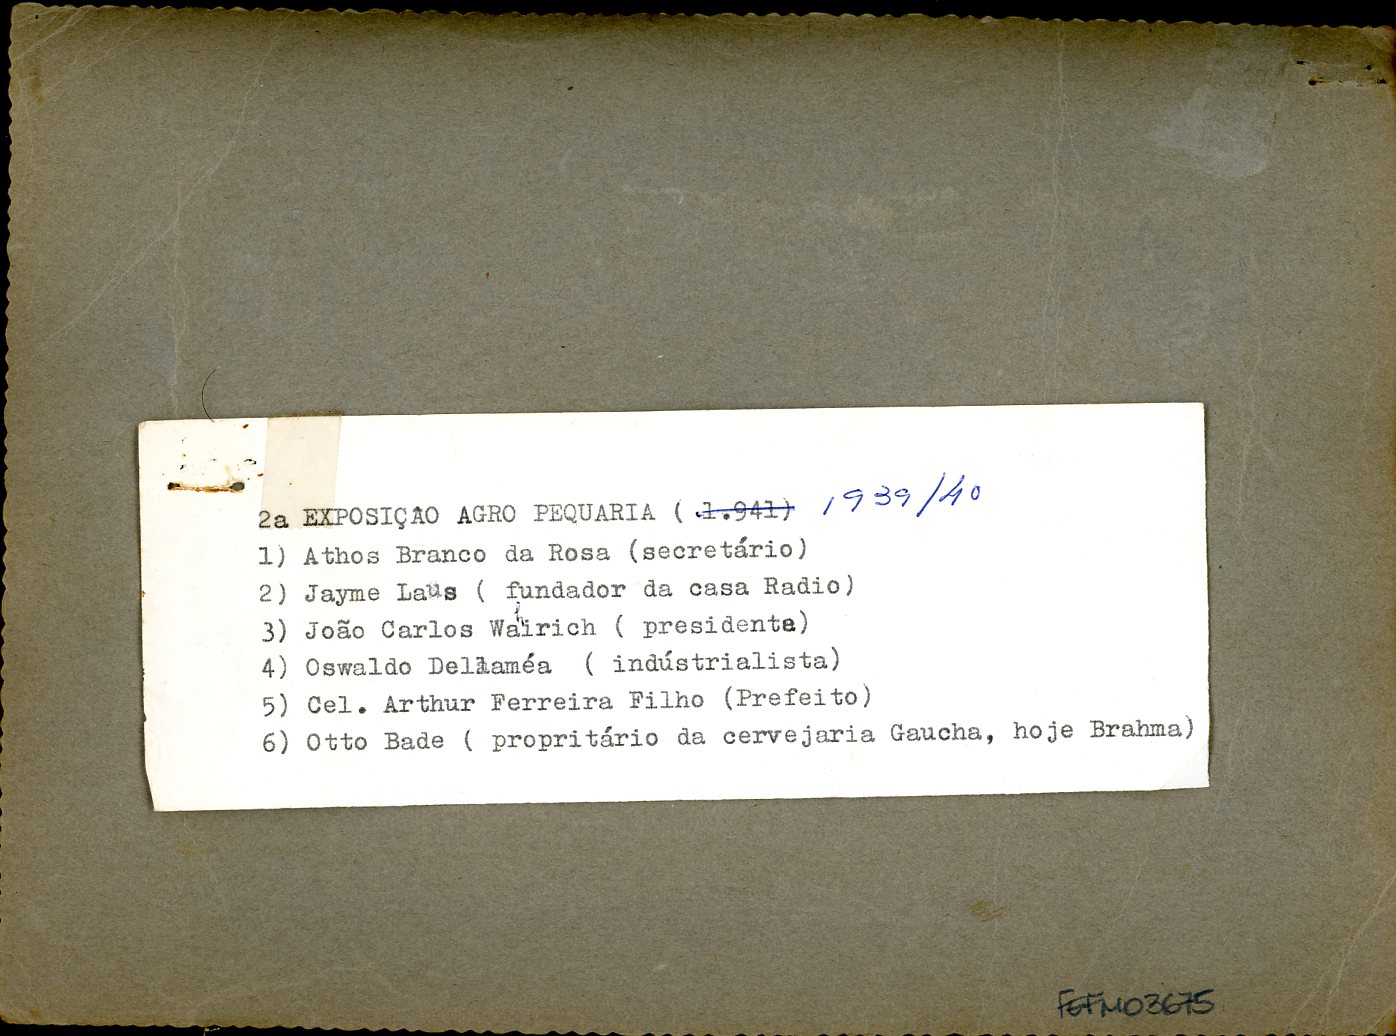 2a EXPOSIÇAO AGRO PEQUARIA ( 1.941) 1939/40
1) Athos Branco da Rosa (secretário)
2) Jayme Laus ( fundador da casa Radio)
3) João Carlos Wahirich ( presidente)
4) Oswaldo Dellaméa ( indústrialista)
5) Cel. Arthur Ferreira Filho (Prefeito)
6) Otto Bade ( propritário da cervejaria Gaucha, hoje Brahma)
FGFM03675